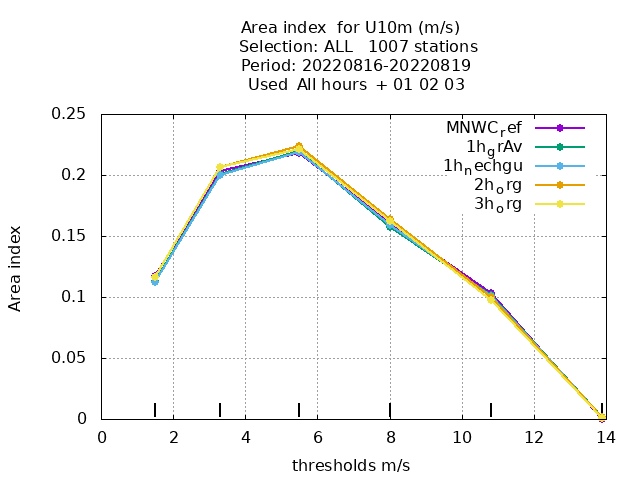 Area index  for U10m (m/s)
Selection: ALL   1007 stations
Period: 20220816-20220819
Used  All hours  + 01 02 03
0.25
0.2
0.15
0.1
0.05
0
Area index
MNWC_ref
1h_grAv
1h_nechgu
2h_org
3h_org
0 2 4 6 8 10 12 14
thresholds m/s